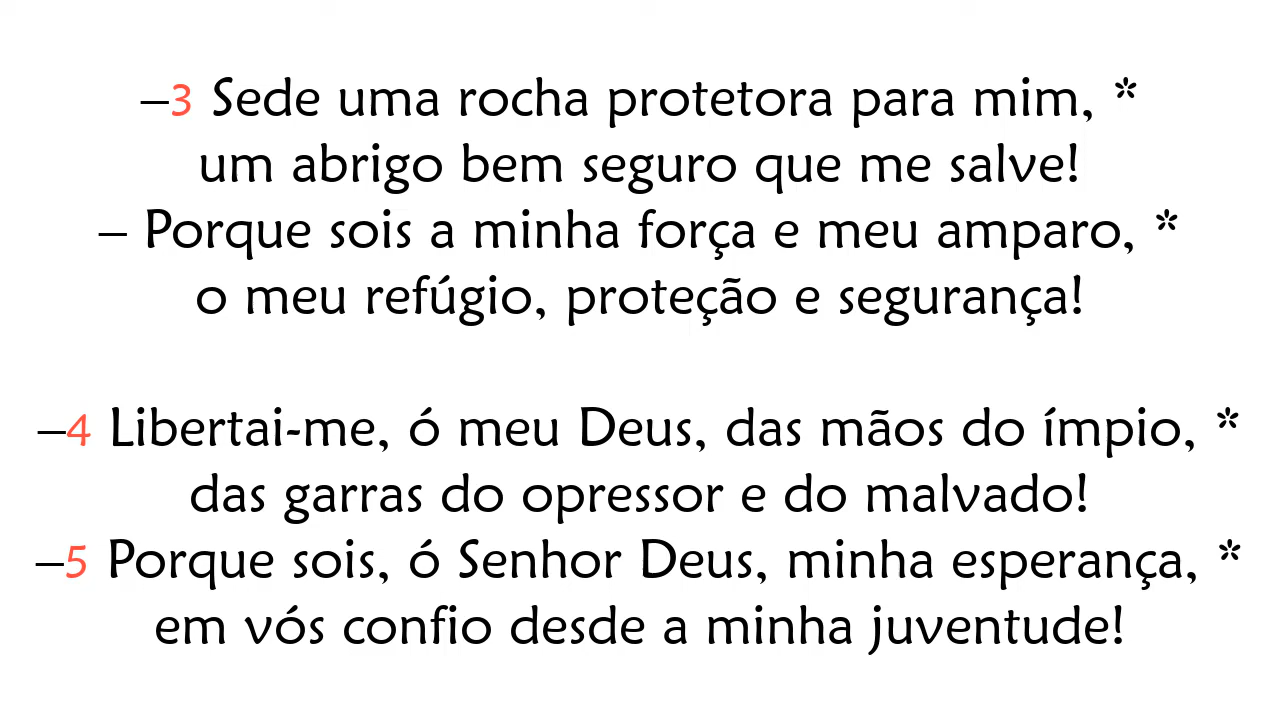 –3 Sede uma rocha protetora para mim, *
um abrigo bem seguro que me salve!
– Porque sois a minha força e meu amparo, *
o meu refúgio, proteção e segurança!
–4 Libertai-me, ó meu Deus, das mãos do ímpio, *
das garras do opressor e do malvado!
–5 Porque sois, ó Senhor Deus, minha esperança, *
em vós confio desde a minha juventude!